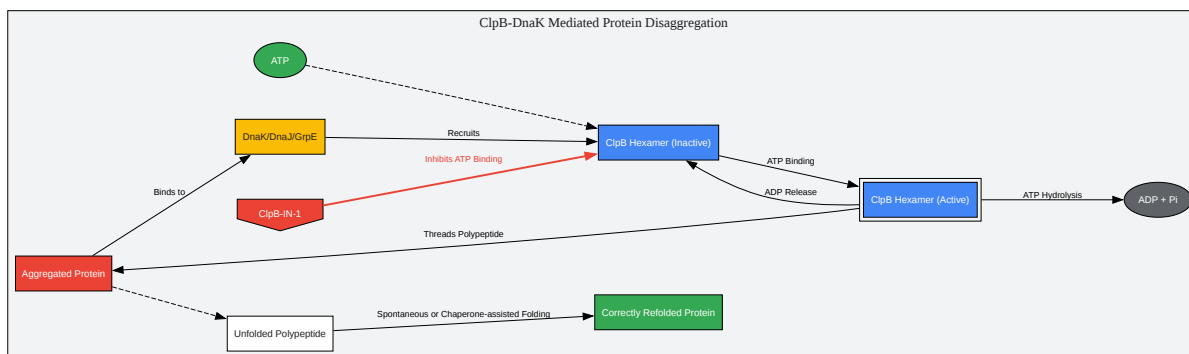 ClpB-DnaK Mediated Protein Disaggregation
ATP
DnaK/DnaJ/GrpE
Recruits
ClpB Hexamer (Inactive)
Inhibits ATP Binding
ATP Binding
Binds to
ADP Release
ATP Hydrolysis
ClpB-IN-1
ClpB Hexamer (Active)
ADP + Pi
Threads Polypeptide
Aggregated Protein
Spontaneous or Chaperone-assisted Folding
Correctly Refolded Protein
Unfolded Polypeptide